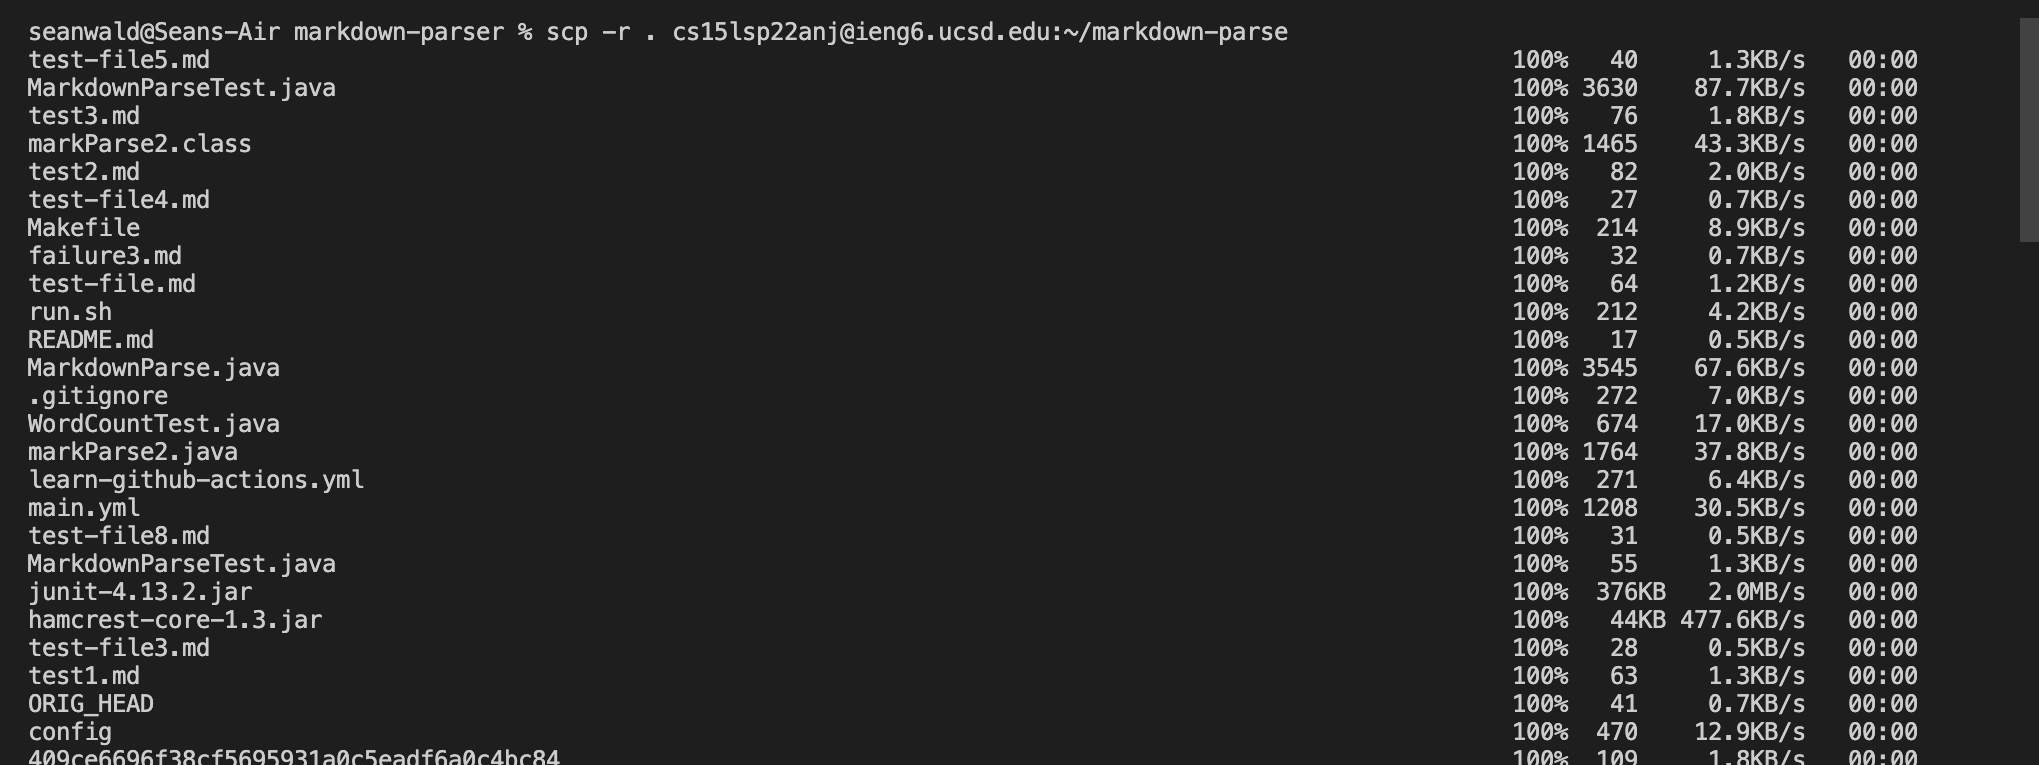 seanwald@Seans-Air markdown-parser % scp -r . cs15lsp22anj@ieng6.ucsd.edu:~/markdown-parse
test-file5.md 100% 40 1.3KB/s 00:00
MarkdownParseTest.java 100% 3630 87.7KB/s 00:00
test3.md 100% 76 1.8KB/s 00:00
markParse2.class 100% 1465 43.3KB/s 00:00
test2.md 100% 82 2.0KB/s 00:00
test-file4.md 100% 27 0.7KB/s 00:00
Makefile 100% 214 8.9KB/s 00:00
failure3.md 100% 32 0.7KB/s 00:00
test-file.md 100% 64 1.2KB/s 00:00
run.sh 100% 212 4.2KB/s 00:00
README.md 100% 17 0.5KB/s 00:00
MarkdownParse.java 100% 3545 67.6KB/s 00:00
.gitignore 100% 272 7.0KB/s 00:00
WordCountTest.java 100% 674 17.0KB/s 00:00
markParse2.java 100% 1764 37.8KB/s 00:00
learn-github-actions.yml 100% 271 6.4KB/s 00:00
main.yml 100% 1208 30.5KB/s 00:00
test-file8.md 100% 31 0.5KB/s 00:00
MarkdownParseTest.java 100% 55 1.3KB/s 00:00
junit-4.13.2.jar 100% 376KB 2.0MB/s 00:00
hamcrest-core-1.3.jar 100% 44KB 477.6KB/s 00:00
test-file3.md 100% 28 0.5KB/s 00:00
test1.md 100% 63 1.3KB/s 00:00
ORIG_HEAD 100% 41 0.7KB/s 00:00
config 100% 470 12.9KB/s 00:00
409ce6696f38cf5695931a0c5eadf6a0c4bc84 100% 109 1.8KB/s 00:00